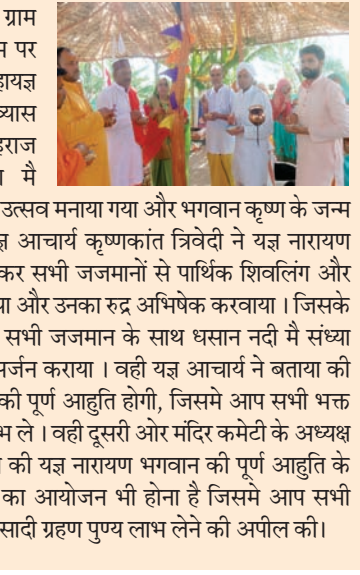 ग्राम
पर
व्यास
मै
उत्सव मनाया गया और भगवान कृष्ण के जन्म
आचार्य कृष्णकांत त्रिवेदी ने यज्ञ नारायण
कर सभी जजमानों से पार्थिक शिवलिंग और
या और उनका रुद्र अभिषेक करवाया । जिसके
सभी जजमान के साथ धसान नदी मै संध्या
सर्जन कराया । वही यज्ञ आचार्य ने बताया की
की पूर्ण आहुति होगी, जिसमे आप सभी भक्त
भ ले । वही दूसरी ओर मंदिर कमेटी के अध्यक्ष
की यज्ञ नारायण भगवान की पूर्ण आहुति के
का आयोजन भी होना है जिसमे आप सभी
सादी ग्रहण पुण्य लाभ लेने की अपील की।